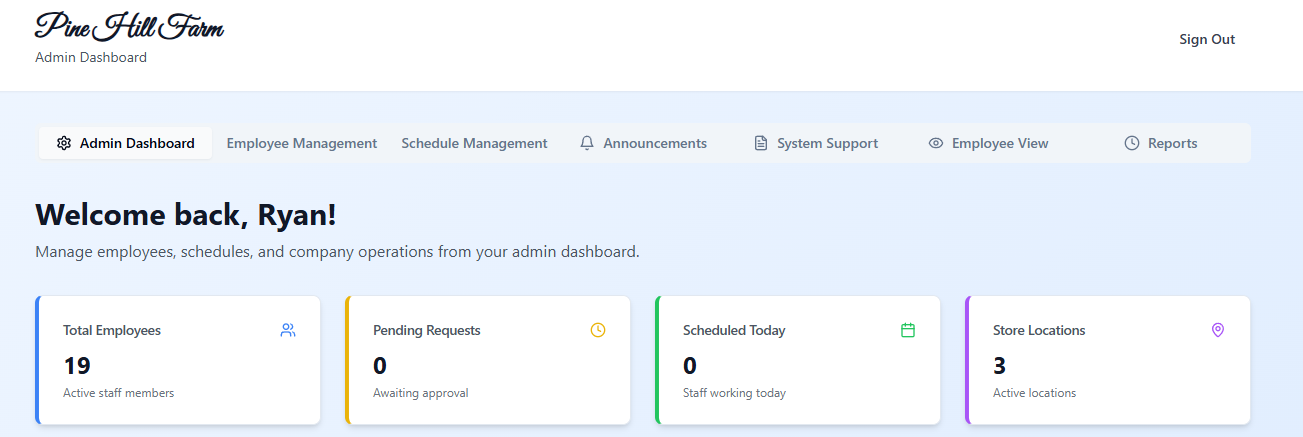 Pine Hill Farm
Admin Dashboard
Sign Out
Admin Dashboard Employee Management Schedule Management Announcements System Support Employee View Reports
Welcome back, Ryan!
Manage employees, schedules, and company operations from your admin dashboard.
Total Employees
19
Active staff members
Pending Requests
0
Awaiting approval
Scheduled Today
0
Staff working today
Store Locations
3
Active locations